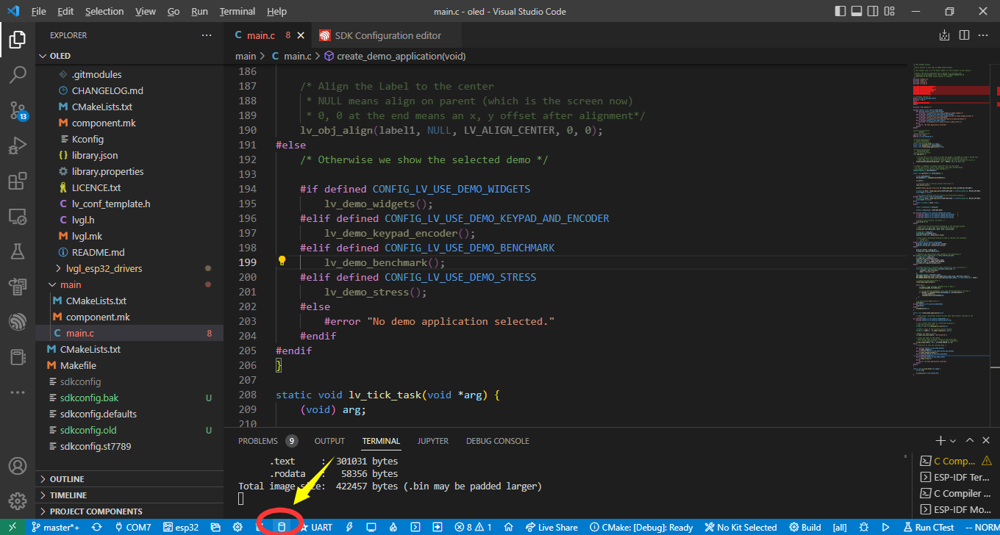 File Edit Selection View Go Run Terminal Help
main.c - oled - Visual Studio Code
EXPLORER
OLED
.gitmodules
CHANGELOG.md
CMakeLists.txt
component.mk
Kconfig
library.json
library.properties
LICENCE.txt
lv_conf_template.h
lvgl.h
lvgl.mk
README.md
lvgl_esp32_drivers
main
CMakeLists.txt
component.mk
main.c 8
CMakeLists.txt
Makefile
sdkconfig
sdkconfig.bak U
sdkconfig.defaults
sdkconfig.old U
sdkconfig.st7789
OUTLINE
TIMELINE
PROJECT COMPONENTS
13
C main.c 8 SDK Configuration editor
main > C main.c > create_demo_application(void)
186
187 /* Align the Label to the center
188 * NULL means align on parent (which is the screen now)
189 * 0, 0 at the end means an x, y offset after alignment*/
190 lv_obj_align(label1, NULL, LV_ALIGN_CENTER, 0, 0);
191 #else
192 /* Otherwise we show the selected demo */
193
194 #if defined CONFIG_LV_USE_DEMO_WIDGETS
195 lv_demo_widgets();
196 #elif defined CONFIG_LV_USE_DEMO_KEYPAD_AND_ENCODER
197 lv_demo_keypad_encoder();
198 #elif defined CONFIG_LV_USE_DEMO_BENCHMARK
199 lv_demo_benchmark();
200 #elif defined CONFIG_LV_USE_DEMO_STRESS
201 lv_demo_stress();
202 #else
203 #error "No demo application selected."
204 #endif
205 #endif
206 }
207
208 static void lv_tick_task(void *arg) {
209 (void) arg;
210
PROBLEMS 9 OUTPUT TERMINAL JUPYTER DEBUG CONSOLE
.text : 301031 bytes
.rodata : 58356 bytes
Total image size: 422457 bytes (.bin may be padded larger)
C Comp...
ESP-IDF Ter...
C Compiler ...
ESP-IDF Mo...
master*+ COM7 esp32 UART 8 1 Live Share CMake: [Debug]: Ready No Kit Selected Build [all] Run CTest -- NORM